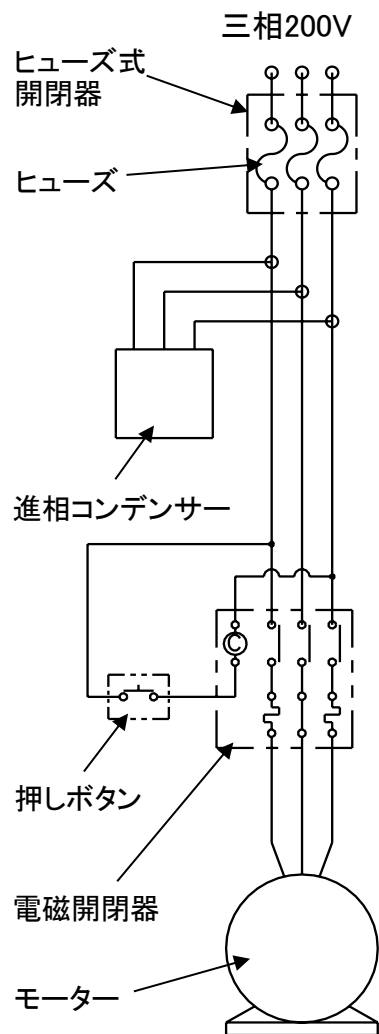 三相200V
ヒューズ式
開閉器
ヒューズ
進相コンデンサー
C
押しボタン
電磁開閉器
モーター